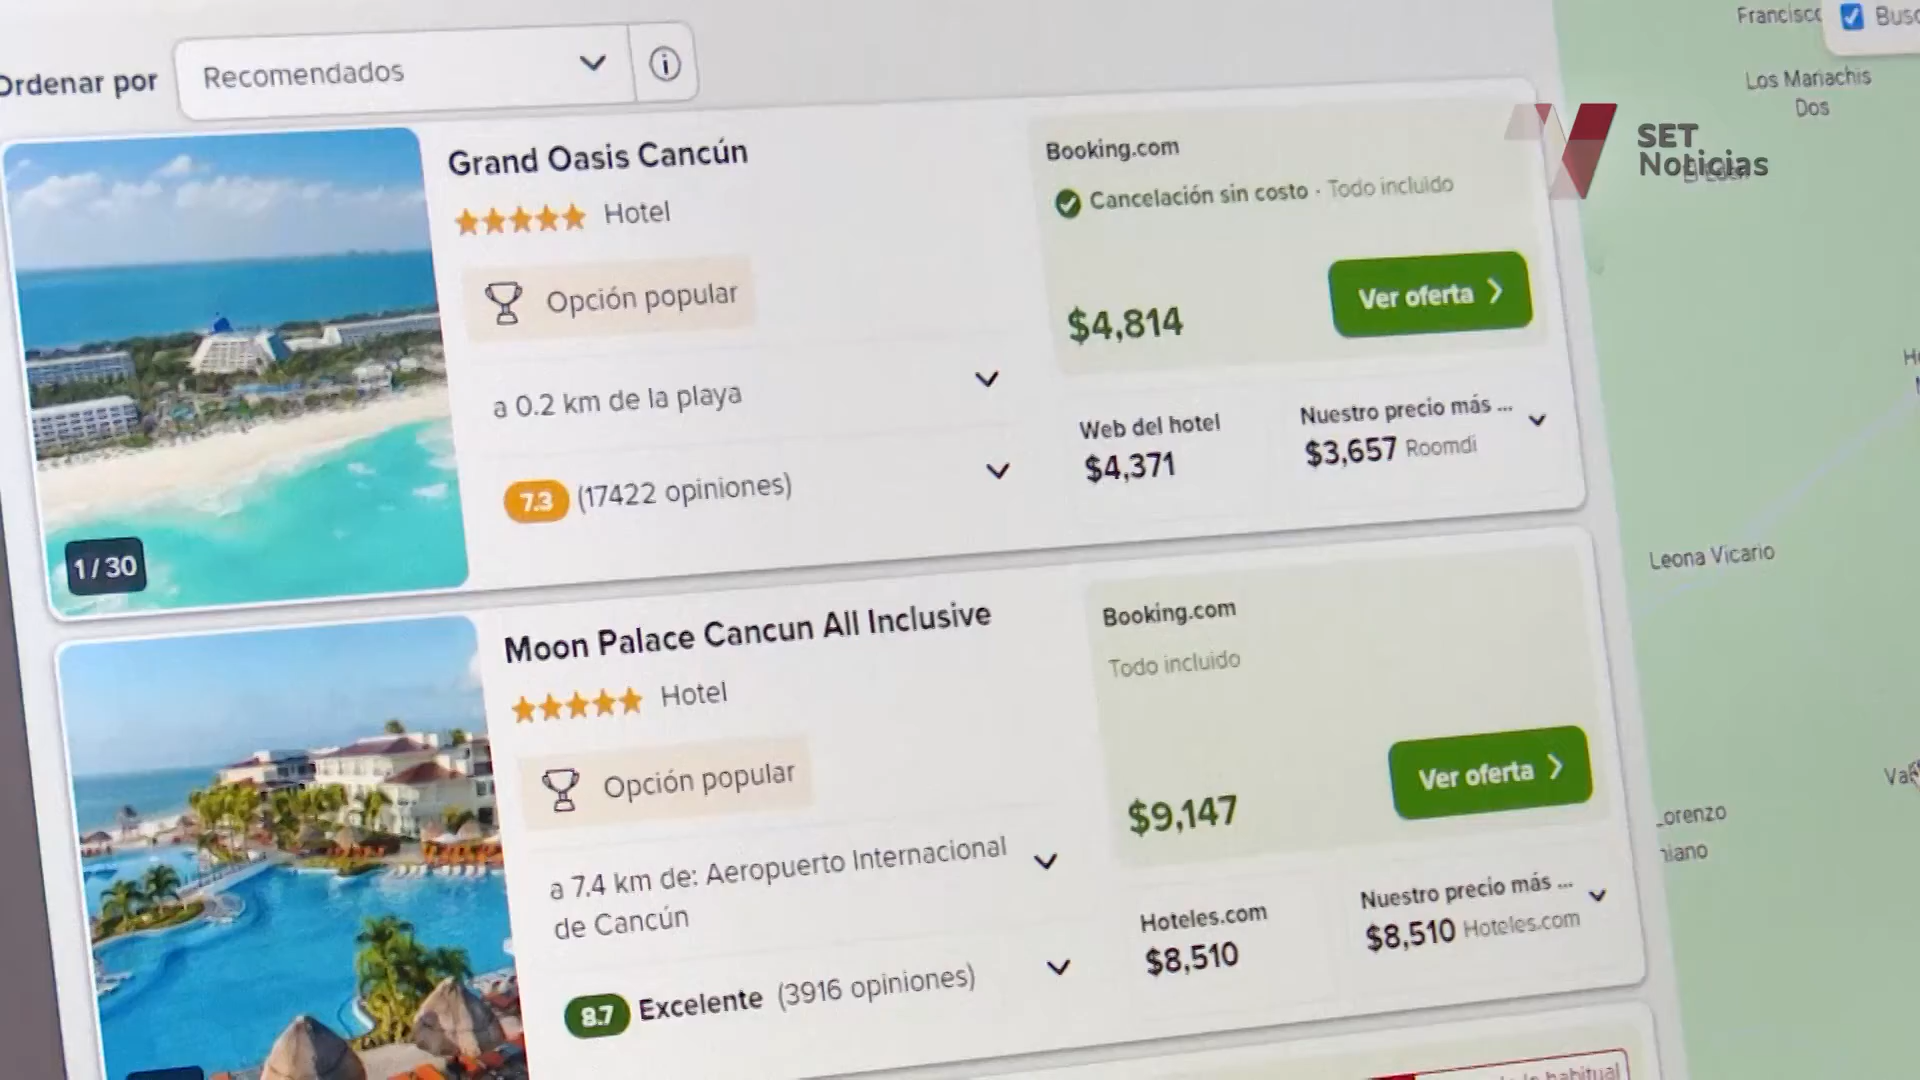 Ordenar por
Recomendados
Grand Oasis Cancún
Hotel
Opción popular
a 0.2 km de la playa
7.3 (17422 opiniones)
1 / 30
Booking.com
Cancelación sin costo · Todo incluido
$4,814
Ver oferta
Web del hotel
$4,371
Nuestro precio más ...
$3,657 Roomdi
Moon Palace Cancun All Inclusive
Hotel
Opción popular
a 7.4 km de: Aeropuerto Internacional
de Cancún
8.7 Excelente (3916 opiniones)
Booking.com
Todo incluido
$9,147
Ver oferta
Hoteles.com
$8,510
Nuestro precio más ...
$8,510 Hoteles.com
habitual
Francisco
Busc
Los Mariachis
Dos
SET
Noticias
Leona Vicario
Lorenzo